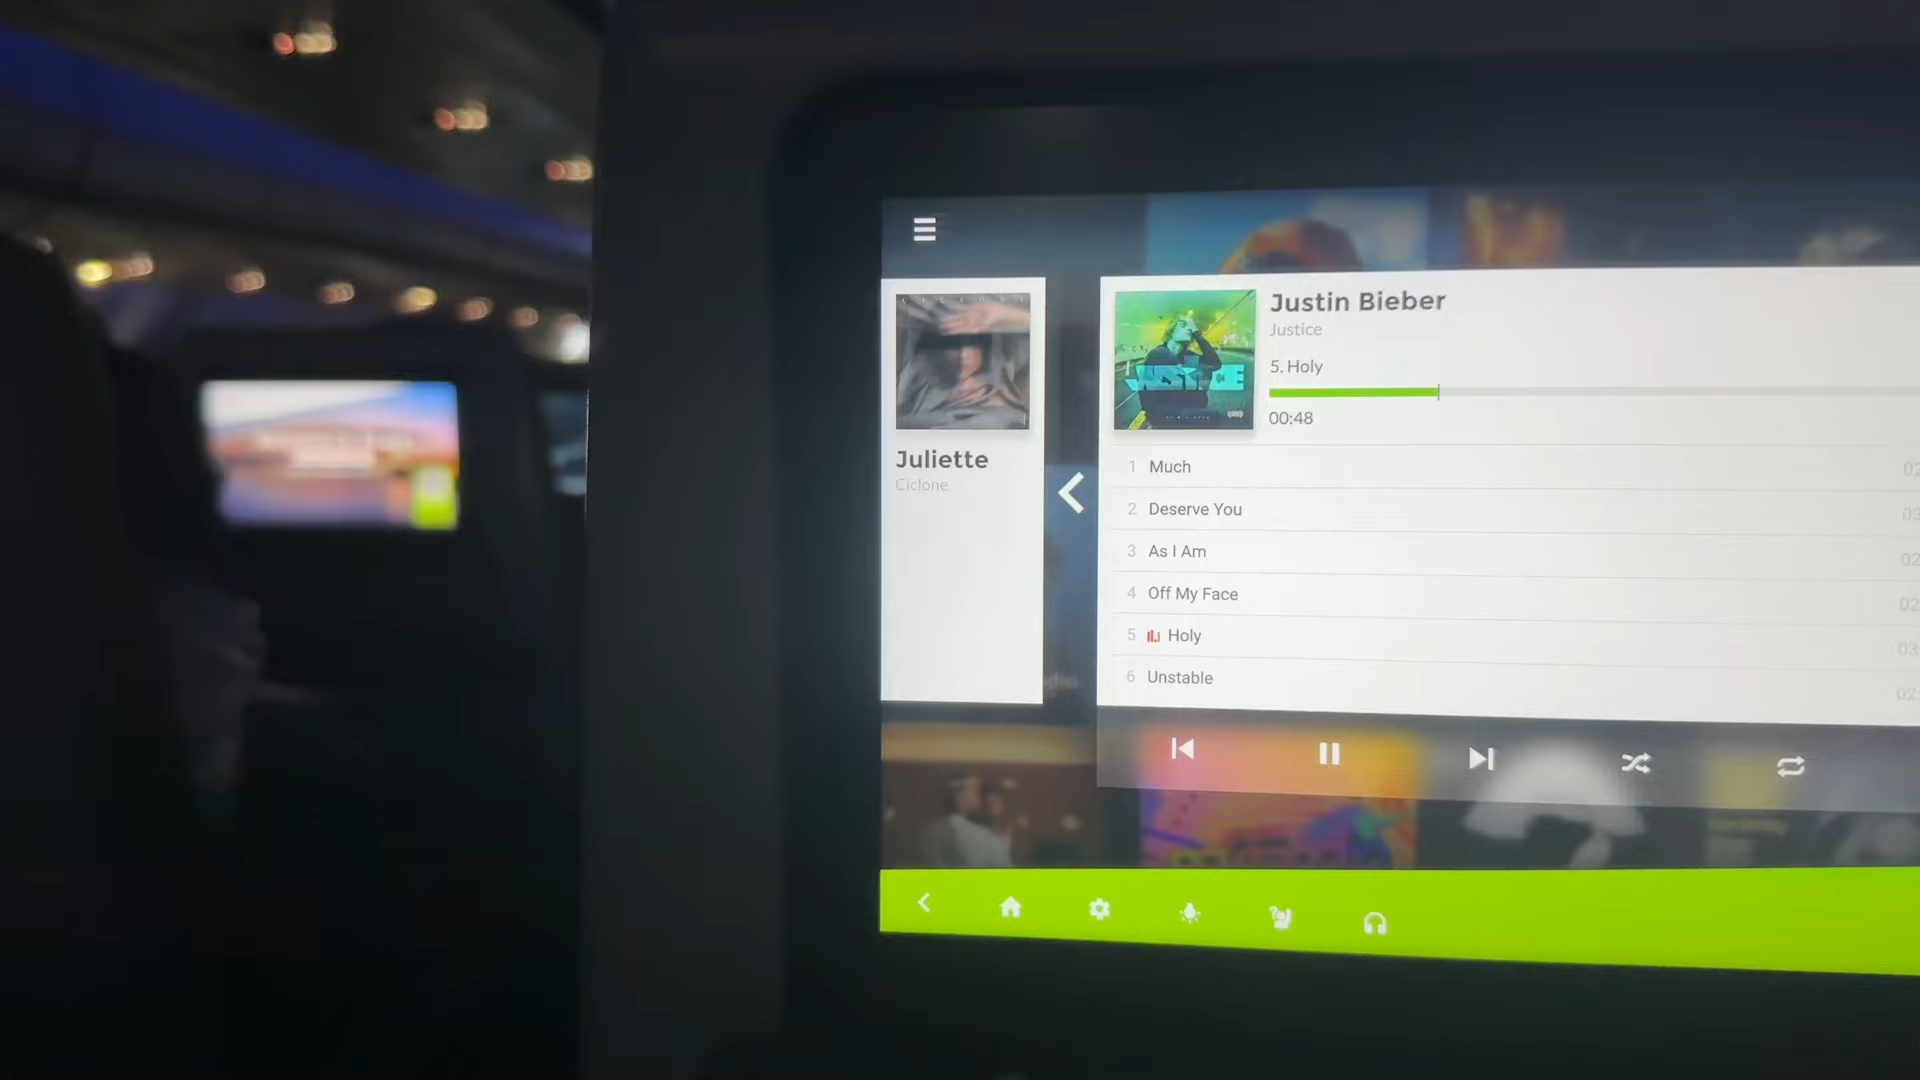 Juliette
Ciclone
Justin Bieber
Justice
5. Holy
00:48
1 Much
2 Deserve You
3 As I Am
4 Off My Face
5 Holy
6 Unstable